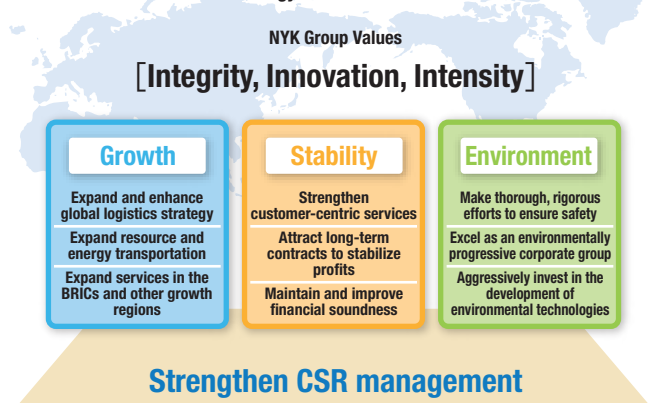 NYK Group Values
[Integrity, Innovation, Intensity]
Growth
Expand and enhance
global logistics strategy
Expand resource and
energy transportation
Expand services in the
BRICs and other growth
regions
Stability
Strengthen
customer-centric services
Attract long-term
contracts to stabilize
profits
Maintain and improve
financial soundness
Environment
Make thorough, rigorous
efforts to ensure safety
Excel as an environmentally
progressive corporate group
Aggressively invest in the
development of
environmental technologies
Strengthen CSR management